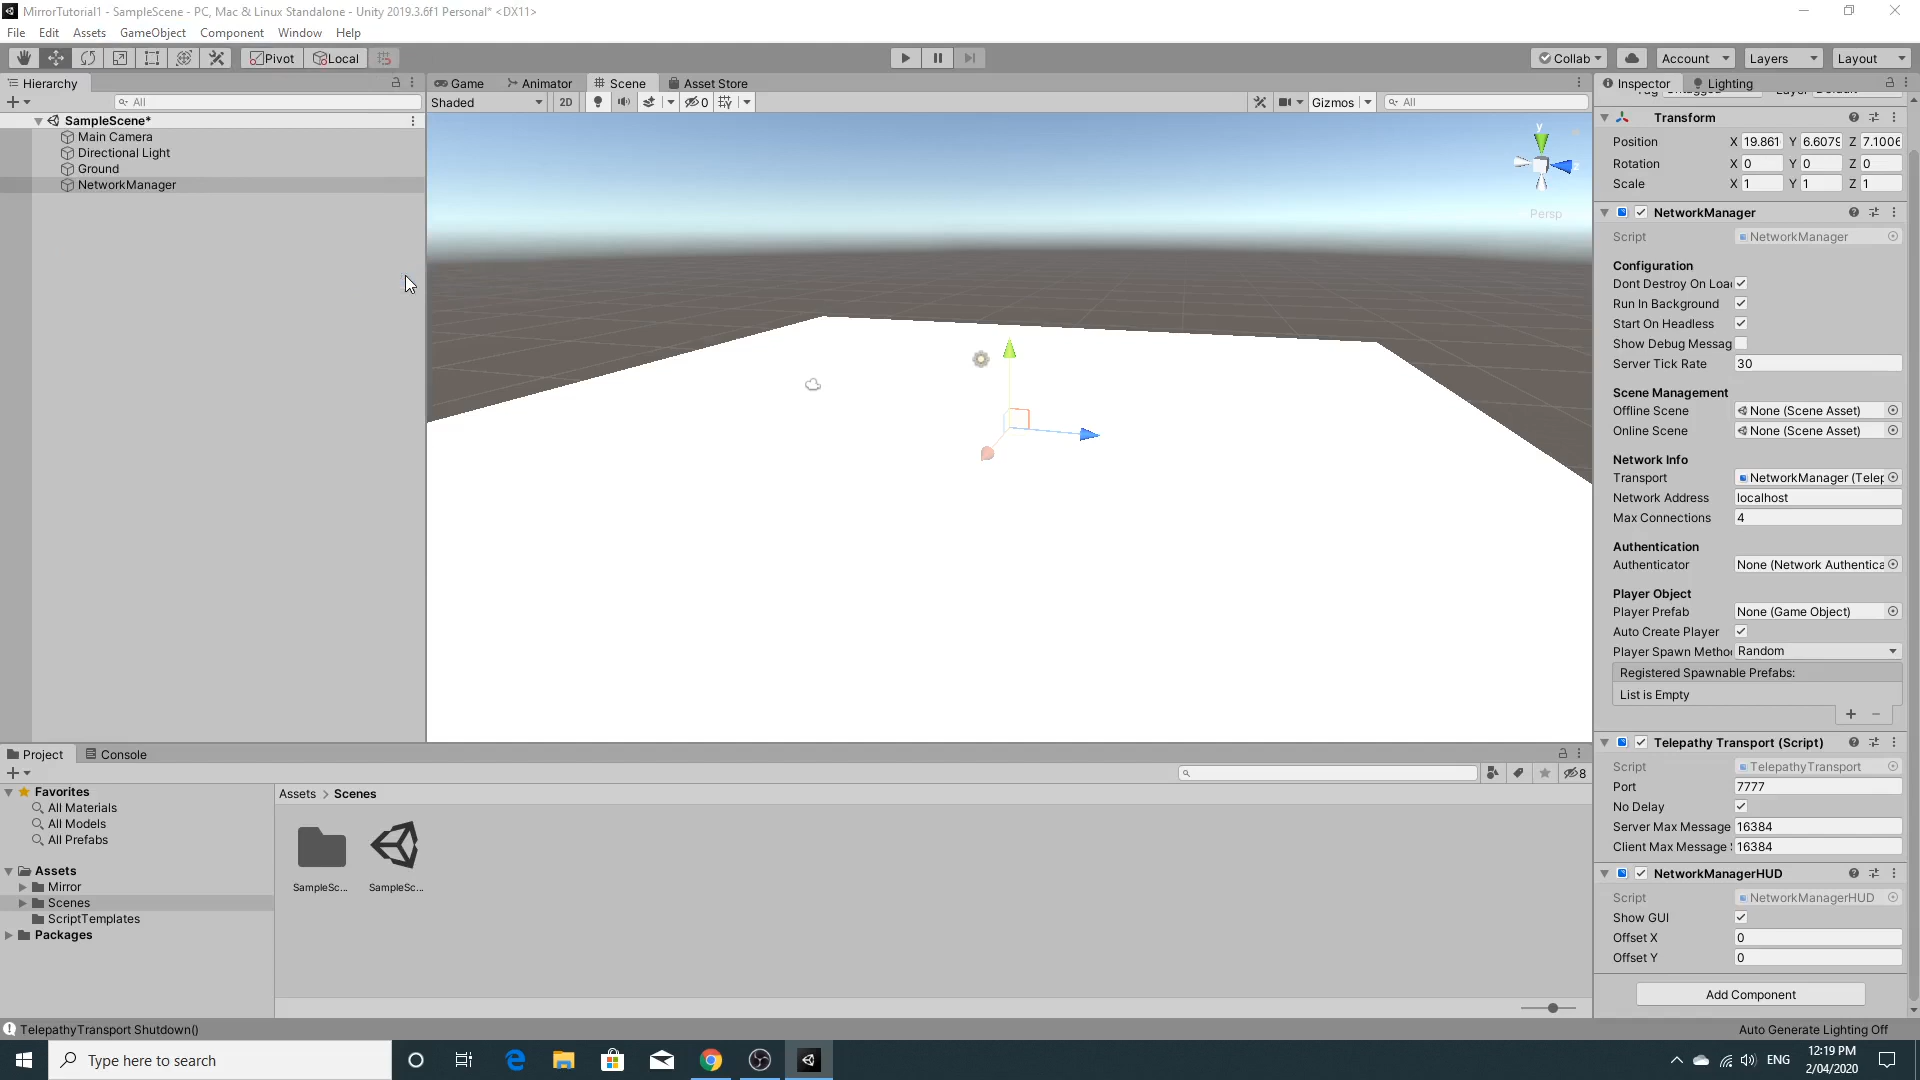 MirrorTutorial1 - SampleScene - PC, Mac & Linux Standalone - Unity 2019.3.6f1 Personal* <DX11>
File Edit Assets GameObject Component Window Help
Pivot Local Collab Account Layers Layout
Hierarchy
All
SampleScene*
Main Camera
Directional Light
Ground
NetworkManager
Game Animator Scene Asset Store
Shaded 2D 0 Gizmos All
y
z
Persp
Inspector Lighting
Transform
Position X 19.861 Y 6.6079 Z 7.1006
Rotation X 0 Y 0 Z 0
Scale X 1 Y 1 Z 1
NetworkManager
Script NetworkManager
Configuration
Dont Destroy On Loa
Run In Background
Start On Headless
Show Debug Messag
Server Tick Rate 30
Scene Management
Offline Scene None (Scene Asset)
Online Scene None (Scene Asset)
Network Info
Transport NetworkManager (Telep
Network Address localhost
Max Connections 4
Authentication
Authenticator None (Network Authentica
Player Object
Player Prefab None (Game Object)
Auto Create Player
Player Spawn Metho Random
Registered Spawnable Prefabs:
List is Empty
+ −
Telepathy Transport (Script)
Script TelepathyTransport
Port 7777
No Delay
Server Max Message 16384
Client Max Message 16384
NetworkManagerHUD
Script NetworkManagerHUD
Show GUI
Offset X 0
Offset Y 0
Add Component
Project Console
8
Favorites
All Materials
All Models
All Prefabs
Assets
Mirror
Scenes
ScriptTemplates
Packages
Assets > Scenes
SampleSc... SampleSc...
TelepathyTransport Shutdown()
Auto Generate Lighting Off
Type here to search
ENG
12:19 PM
2/04/2020